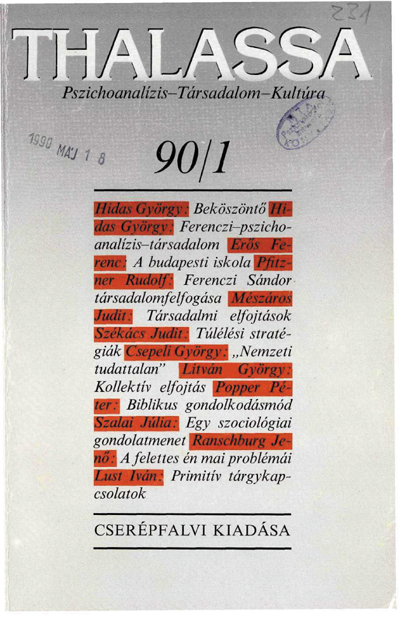 231
THALASSA
Pszichoanalízis–Társadalom–Kultúra
1990 MÁJ 18
90/1
Hidas György: Beköszöntő Hi-
das György: Ferenczi–pszicho-
analízis–társadalom Erős Fe-
renc: A budapesti iskola Pfitz-
ner Rudolf: Ferenczi Sándor
társadalomfelfogása Mészáros
Judit: Társadalmi elfojtások
Székács Judit: Túlélési straté-
giák Csepeli György: „Nemzeti
tudattalan” Litván György:
Kollektív elfojtás Popper Pé-
ter: Biblikus gondolkodásmód
Szalai Júlia: Egy szociológiai
gondolatmenet Ranschburg Je-
nő: A felettes én mai problémái
Lust Iván: Primitív tárgykap-
csolatok
CSERÉPFALVI KIADÁSA